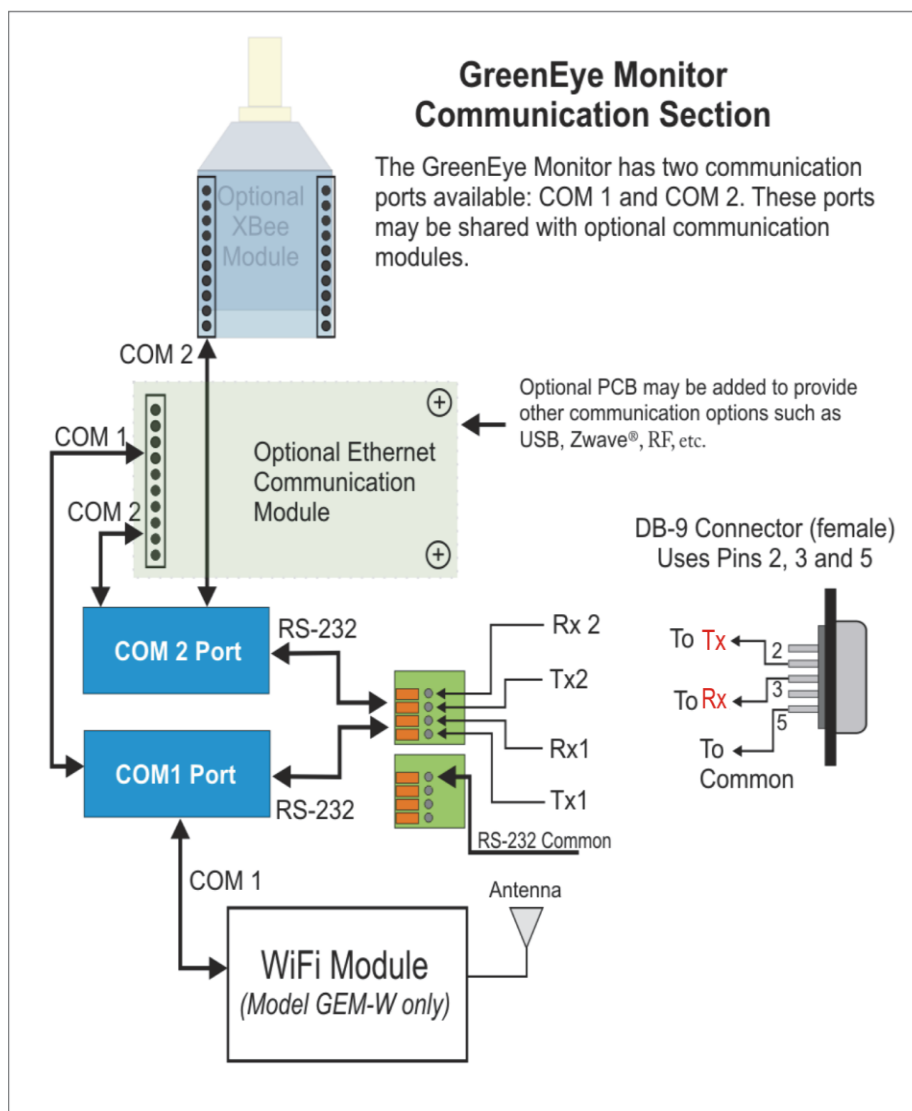 GreenEye Monitor
Communication Section
The GreenEye Monitor has two communication
ports available: COM 1 and COM 2. These ports
may be shared with optional communication
modules.
Optional
XBee
Module
COM 2
Optional PCB may be added to provide
other communication options such as
USB, Zwave®, RF, etc.
COM 1
Optional Ethernet
Communication
Module
COM 2
DB-9 Connector (female)
Uses Pins 2, 3 and 5
To Tx
2
To Rx
3
5
To
Common
COM 2 Port
RS-232
Rx 2
Tx2
Rx1
Tx1
COM1 Port
RS-232
RS-232 Common
COM 1
Antenna
WiFi Module
(Model GEM-W only)